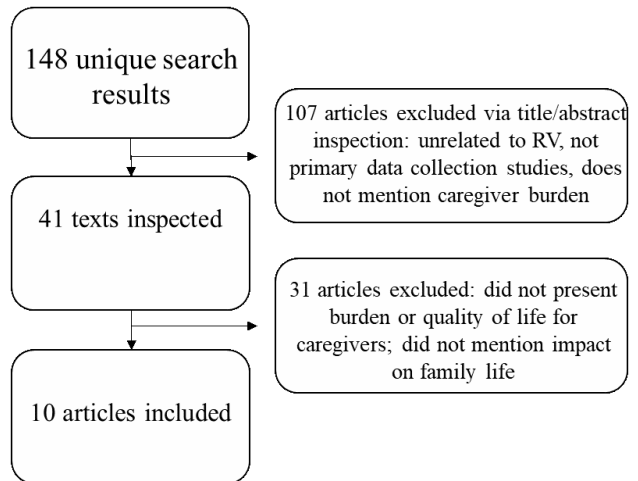 148 unique search
results
107 articles excluded via title/abstract
inspection: unrelated to RV, not
primary data collection studies, does
not mention caregiver burden
41 texts inspected
31 articles excluded: did not present
burden or quality of life for
caregivers; did not mention impact
on family life
10 articles included